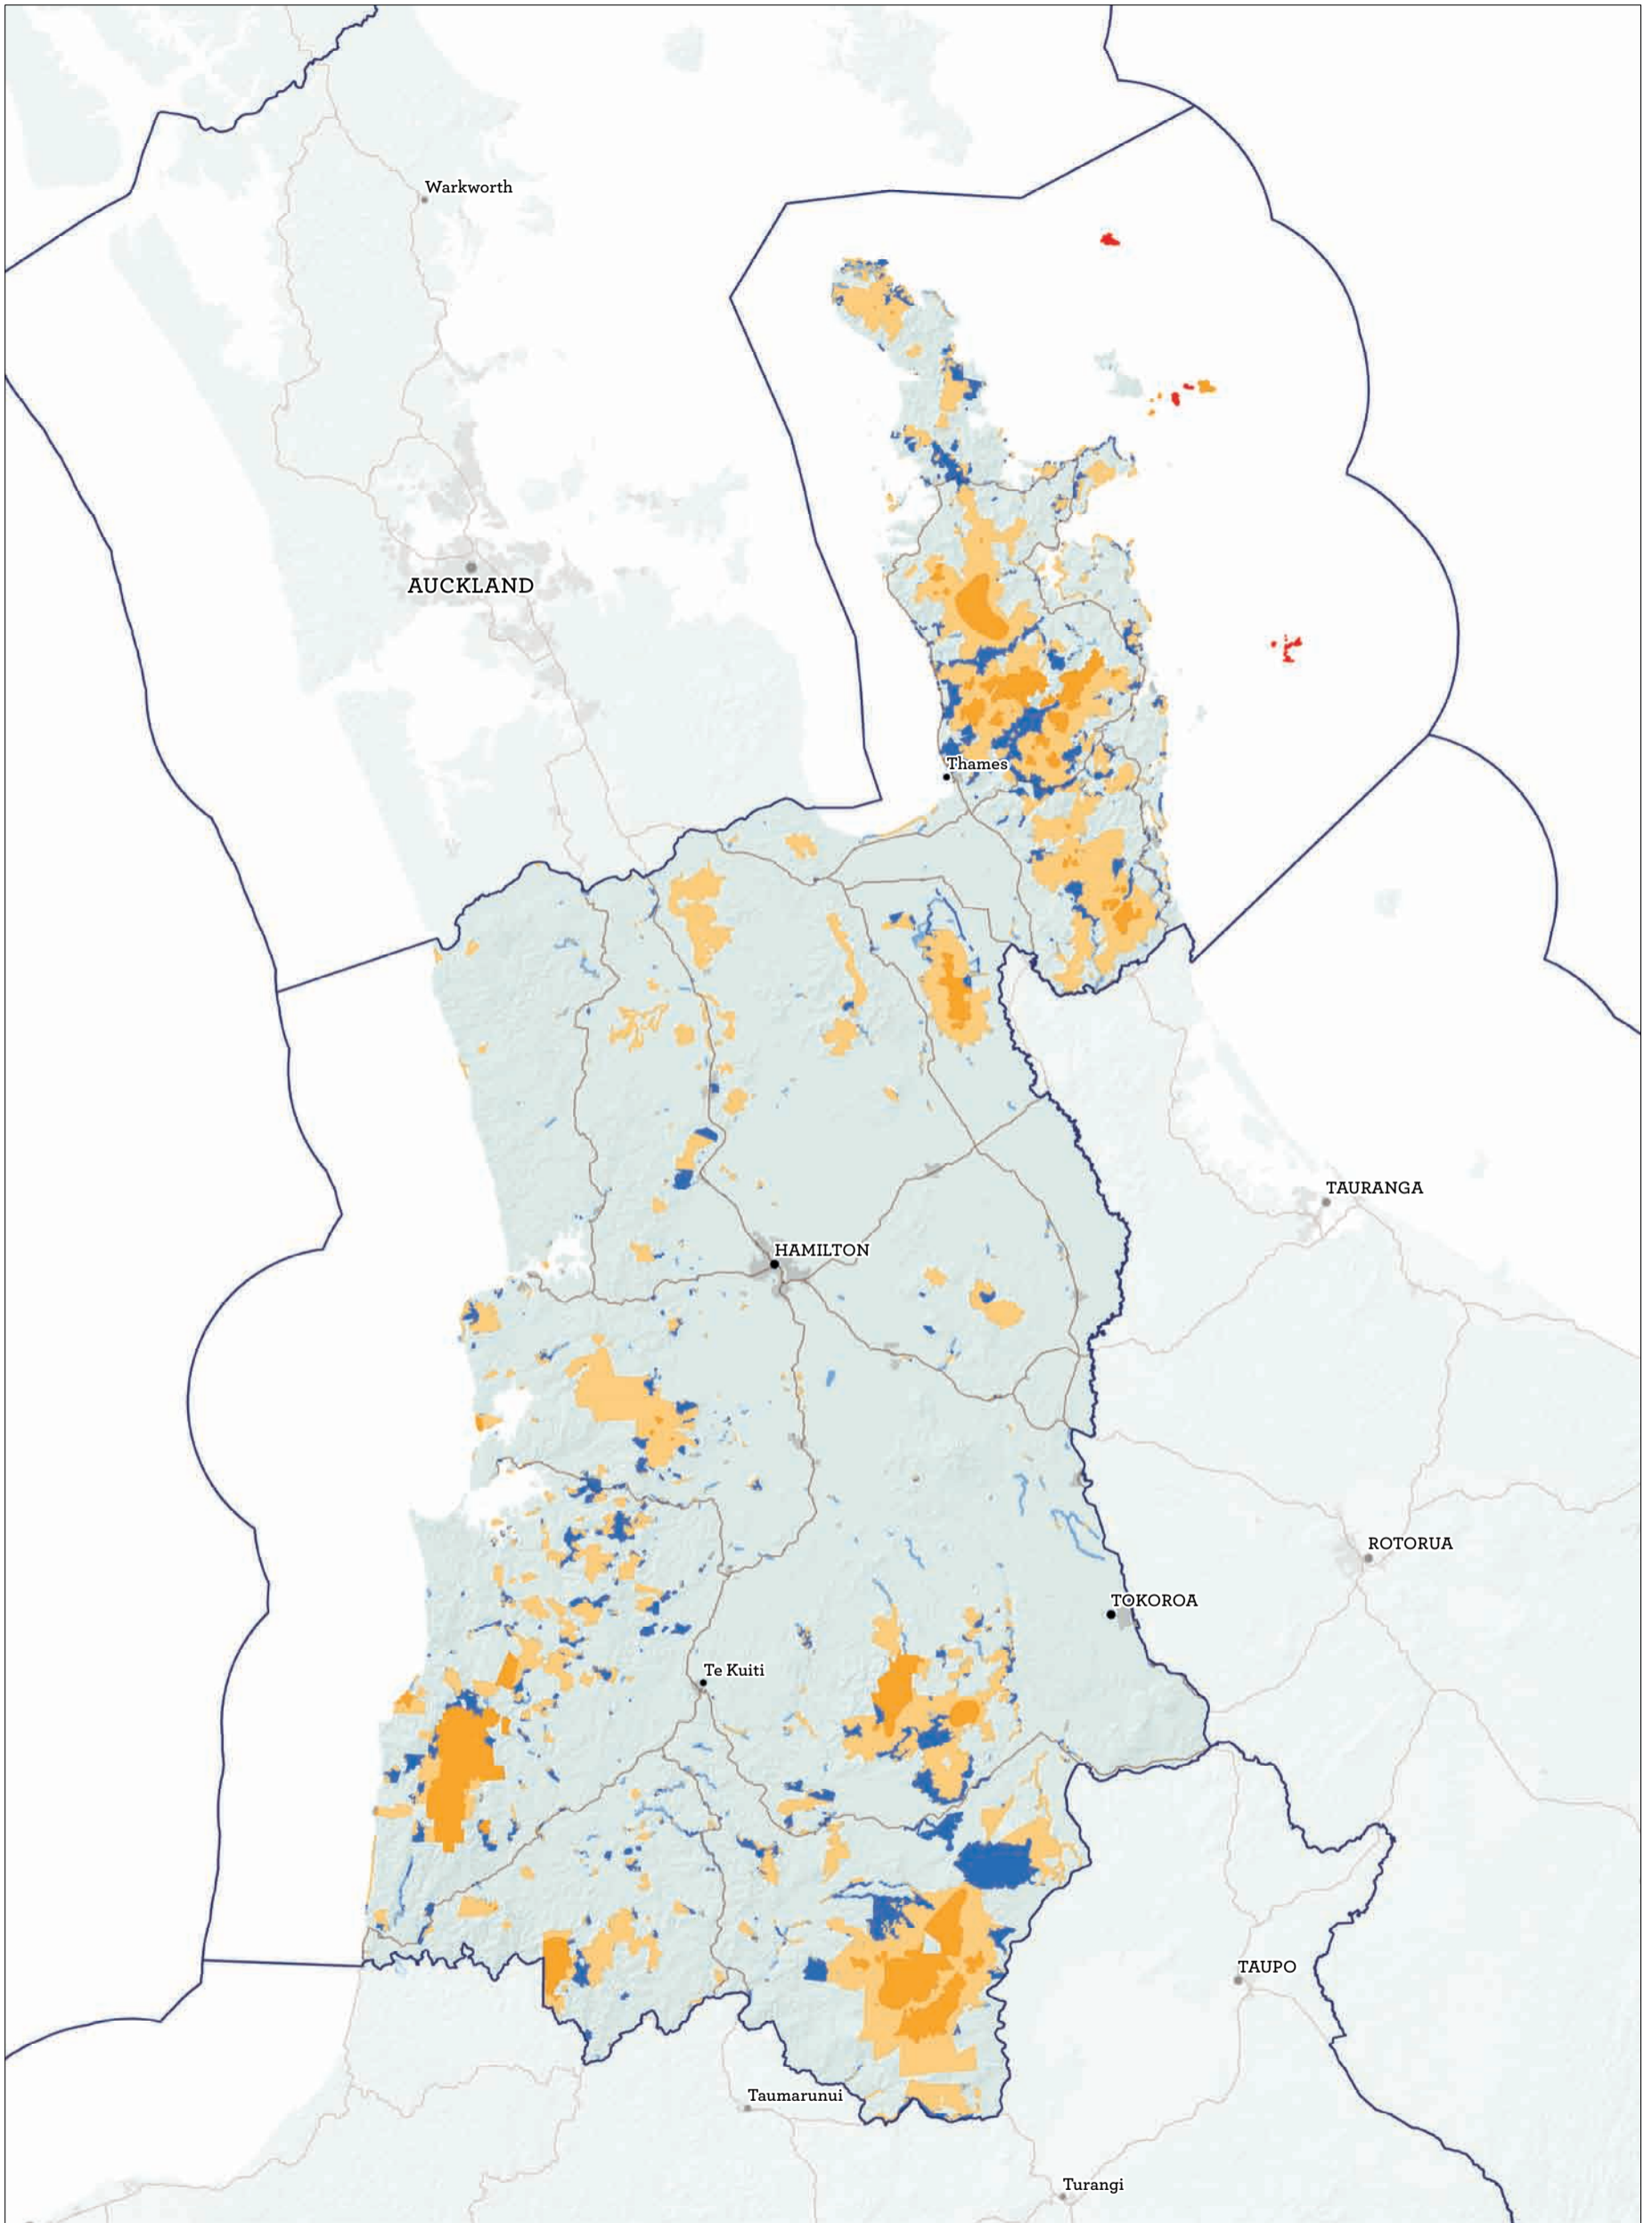 Warkworth
AUCKLAND
Thames
TAURANGA
HAMILTON
ROTORUA
TOKOROA
Te Kuiti
TAUPO
Taumarunui
Turangi